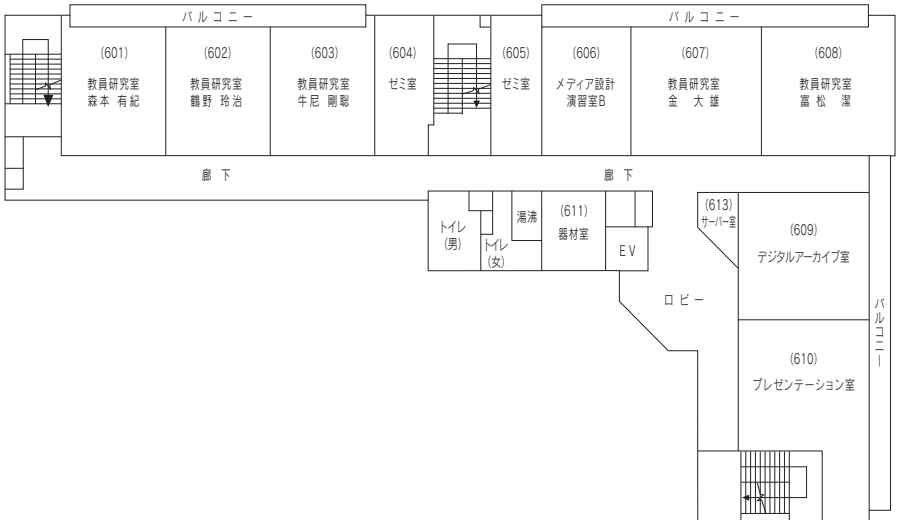 バルコニー
バルコニー
(601)
教員研究室
森本 有紀
(602)
教員研究室
鶴野 玲治
(603)
教員研究室
牛尼 剛聡
(604)
ゼミ室
(605)
ゼミ室
(606)
メディア設計
演習室B
(607)
教員研究室
金 大雄
(608)
教員研究室
富松 潔
廊下
廊下
トイレ
(男)
トイレ
(女)
湯沸
(611)
器材室
EV
(613)
サーバー室
(609)
デジタルアーカイブ室
ロビー
バルコニー
(610)
プレゼンテーション室